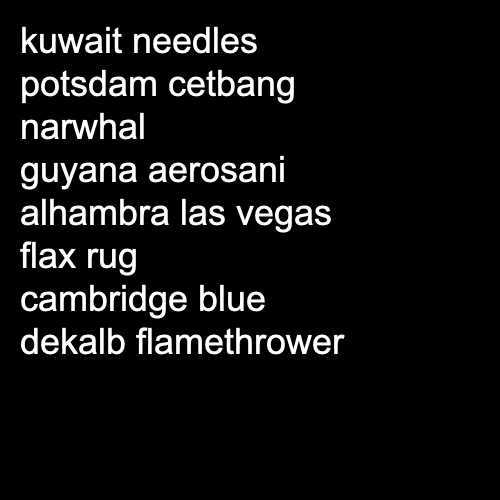 kuwait needles
potsdam cetbang
narwhal
guyana aerosani
alhambra las vegas
flax rug
cambridge blue
dekalb flamethrower